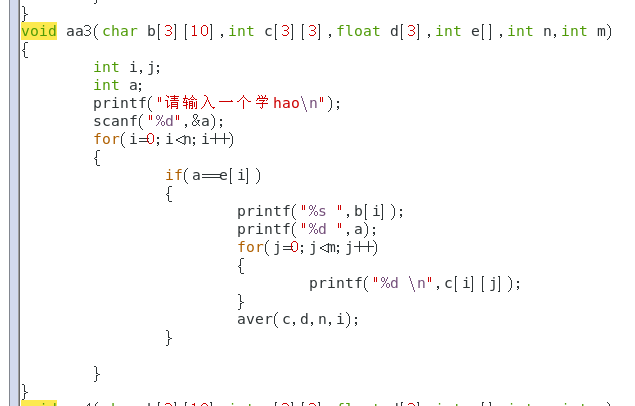 }
void aa3(char b[3][10],int c[3][3],float d[3],int e[],int n,int m)
{
int i,j;
int a;
printf("请输入一个学hao\n");
scanf("%d",&a);
for(i=0;i<n;i++)
{
if(a==e[i])
{
printf("%s ",b[i]);
printf("%d ",a);
for(j=0;j<m;j++)
{
printf("%d \n",c[i][j]);
}
aver(c,d,n,i);
}
}
}